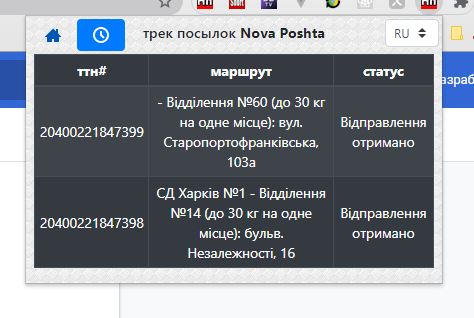 трек посылок Nova Poshta
RU
ттн# маршрут статус
- Відділення №60 (до 30 кг
на одне місце): вул.
Старопортофранківська,
103а
20400221847399
Відправлення
отримано
СД Харків №1 - Відділення
№14 (до 30 кг на одне
місце): бульв.
Незалежності, 16
20400221847398
Відправлення
отримано
азраб